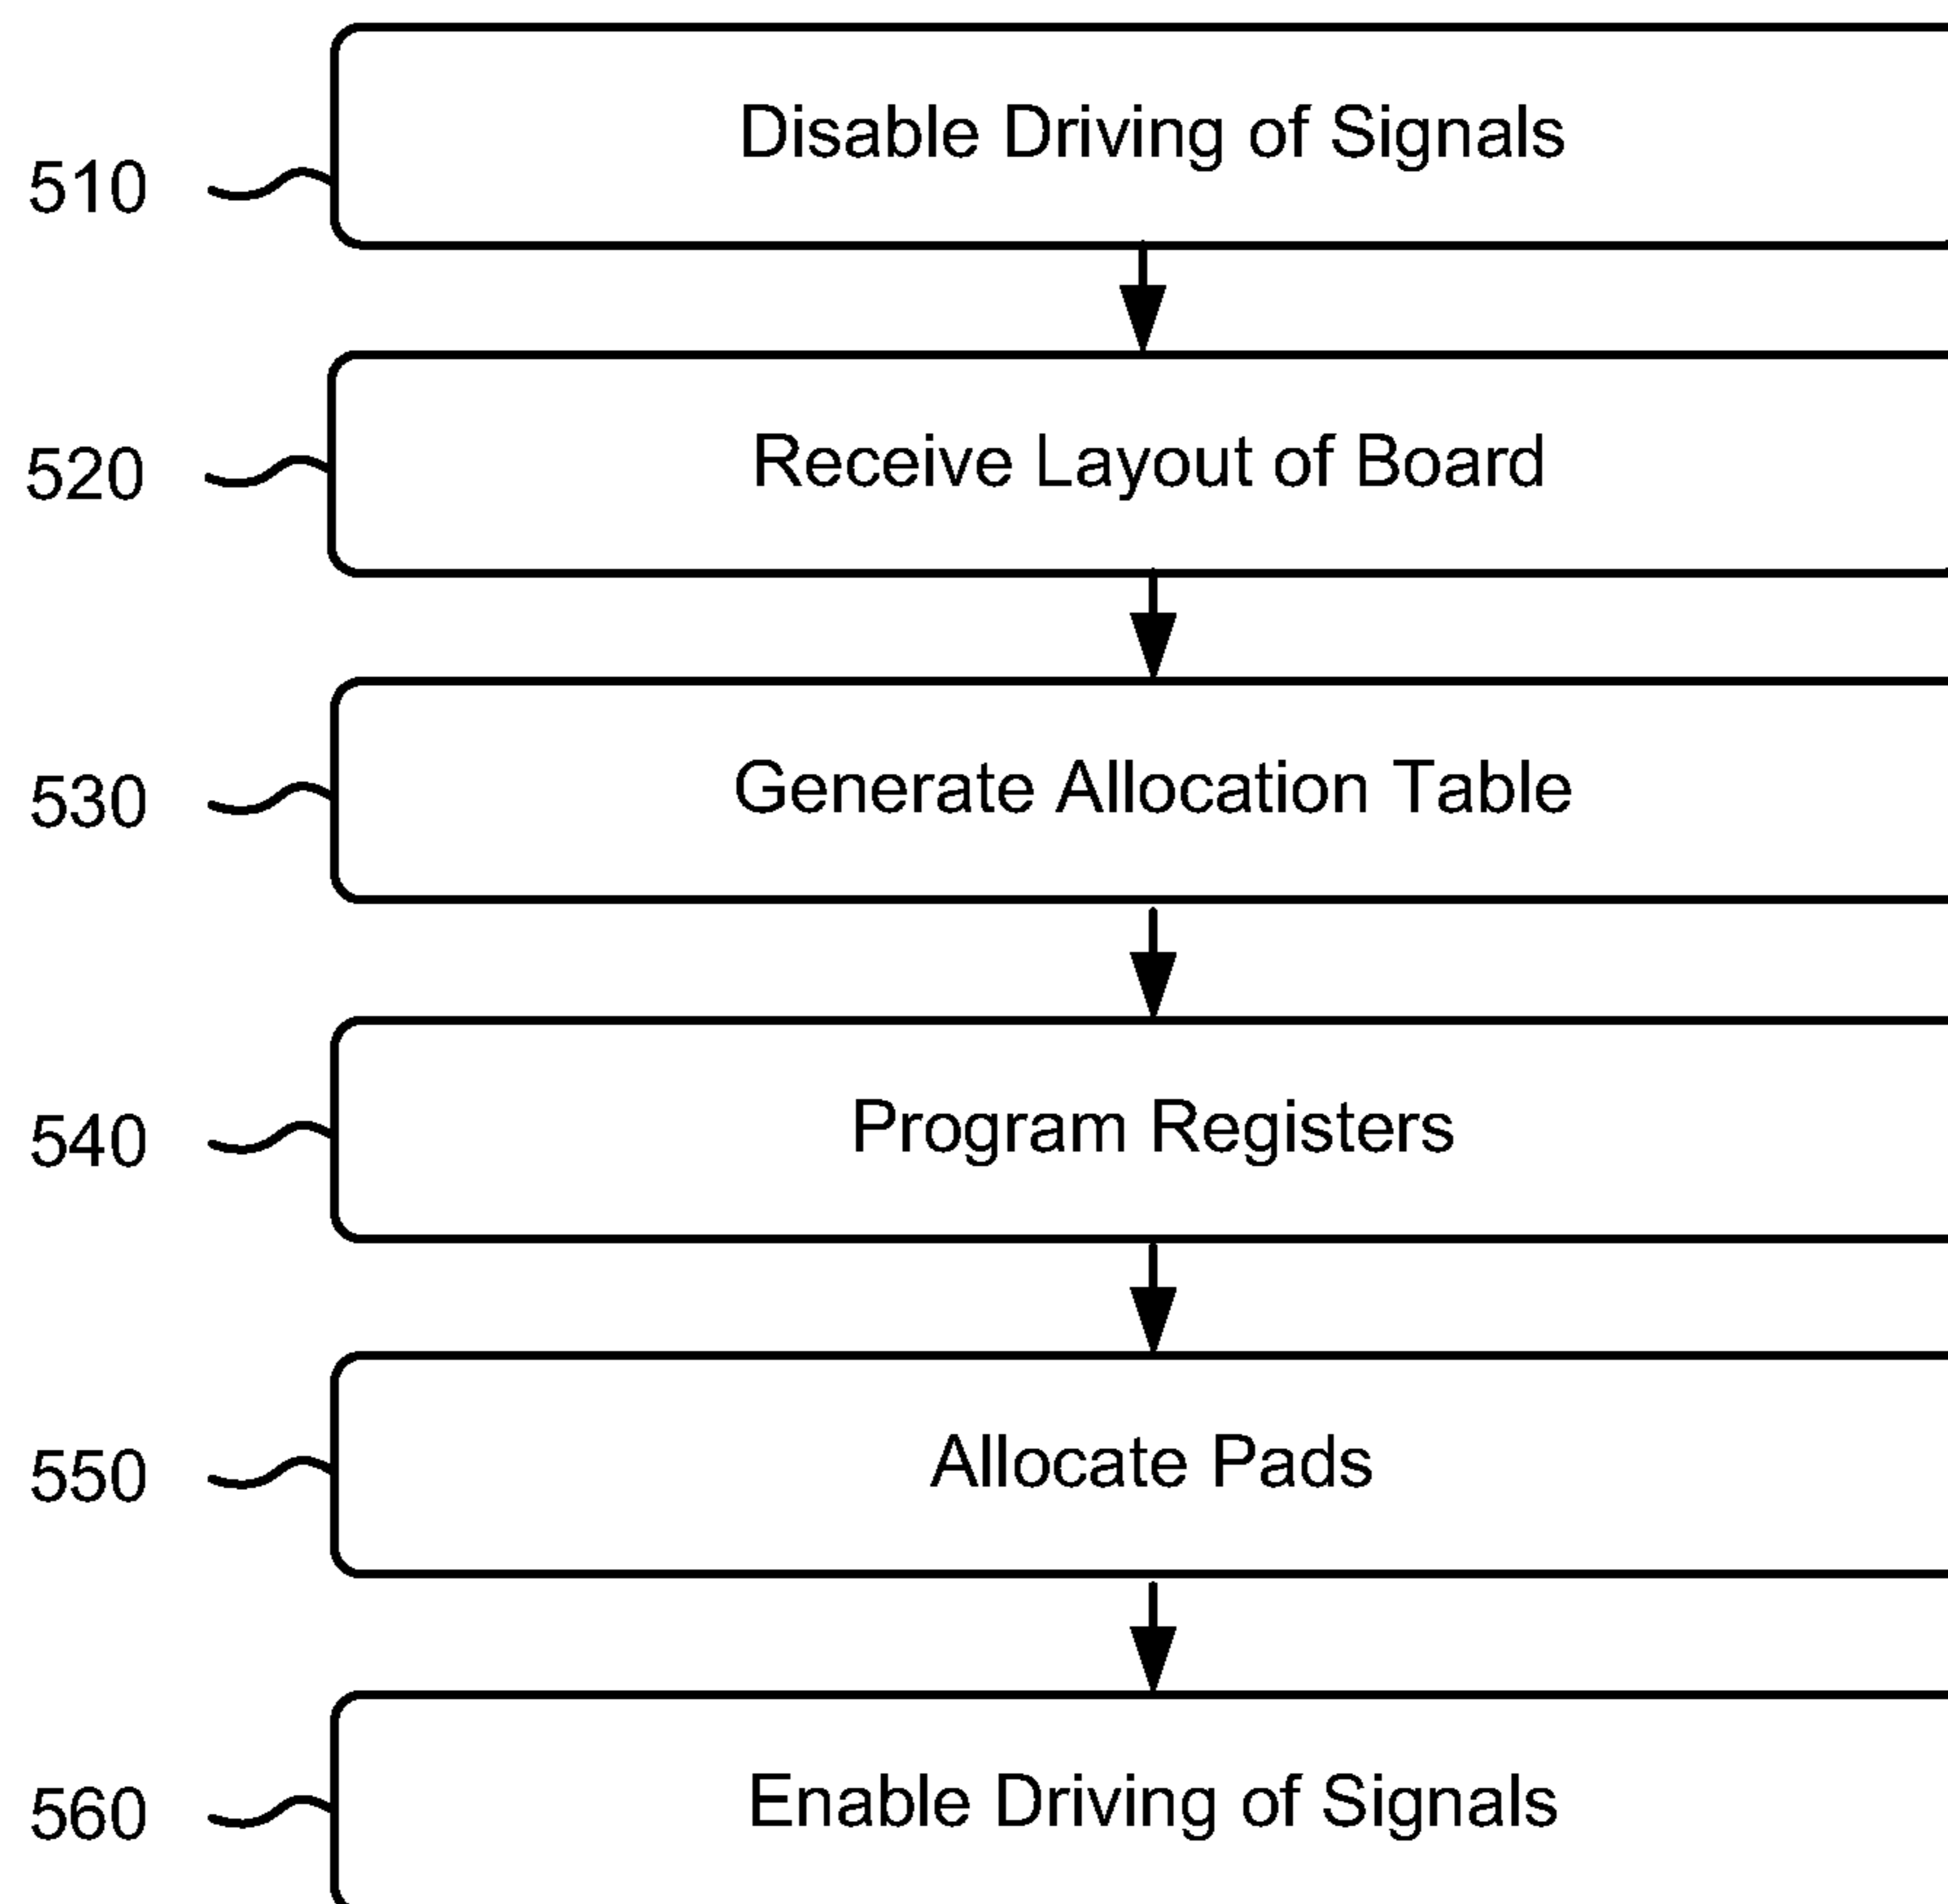 Disable Driving of Signals
510
Receive Layout of Board
520
Generate Allocation Table
530
Program Registers
540
Allocate Pads
550
Enable Driving of Signals
560